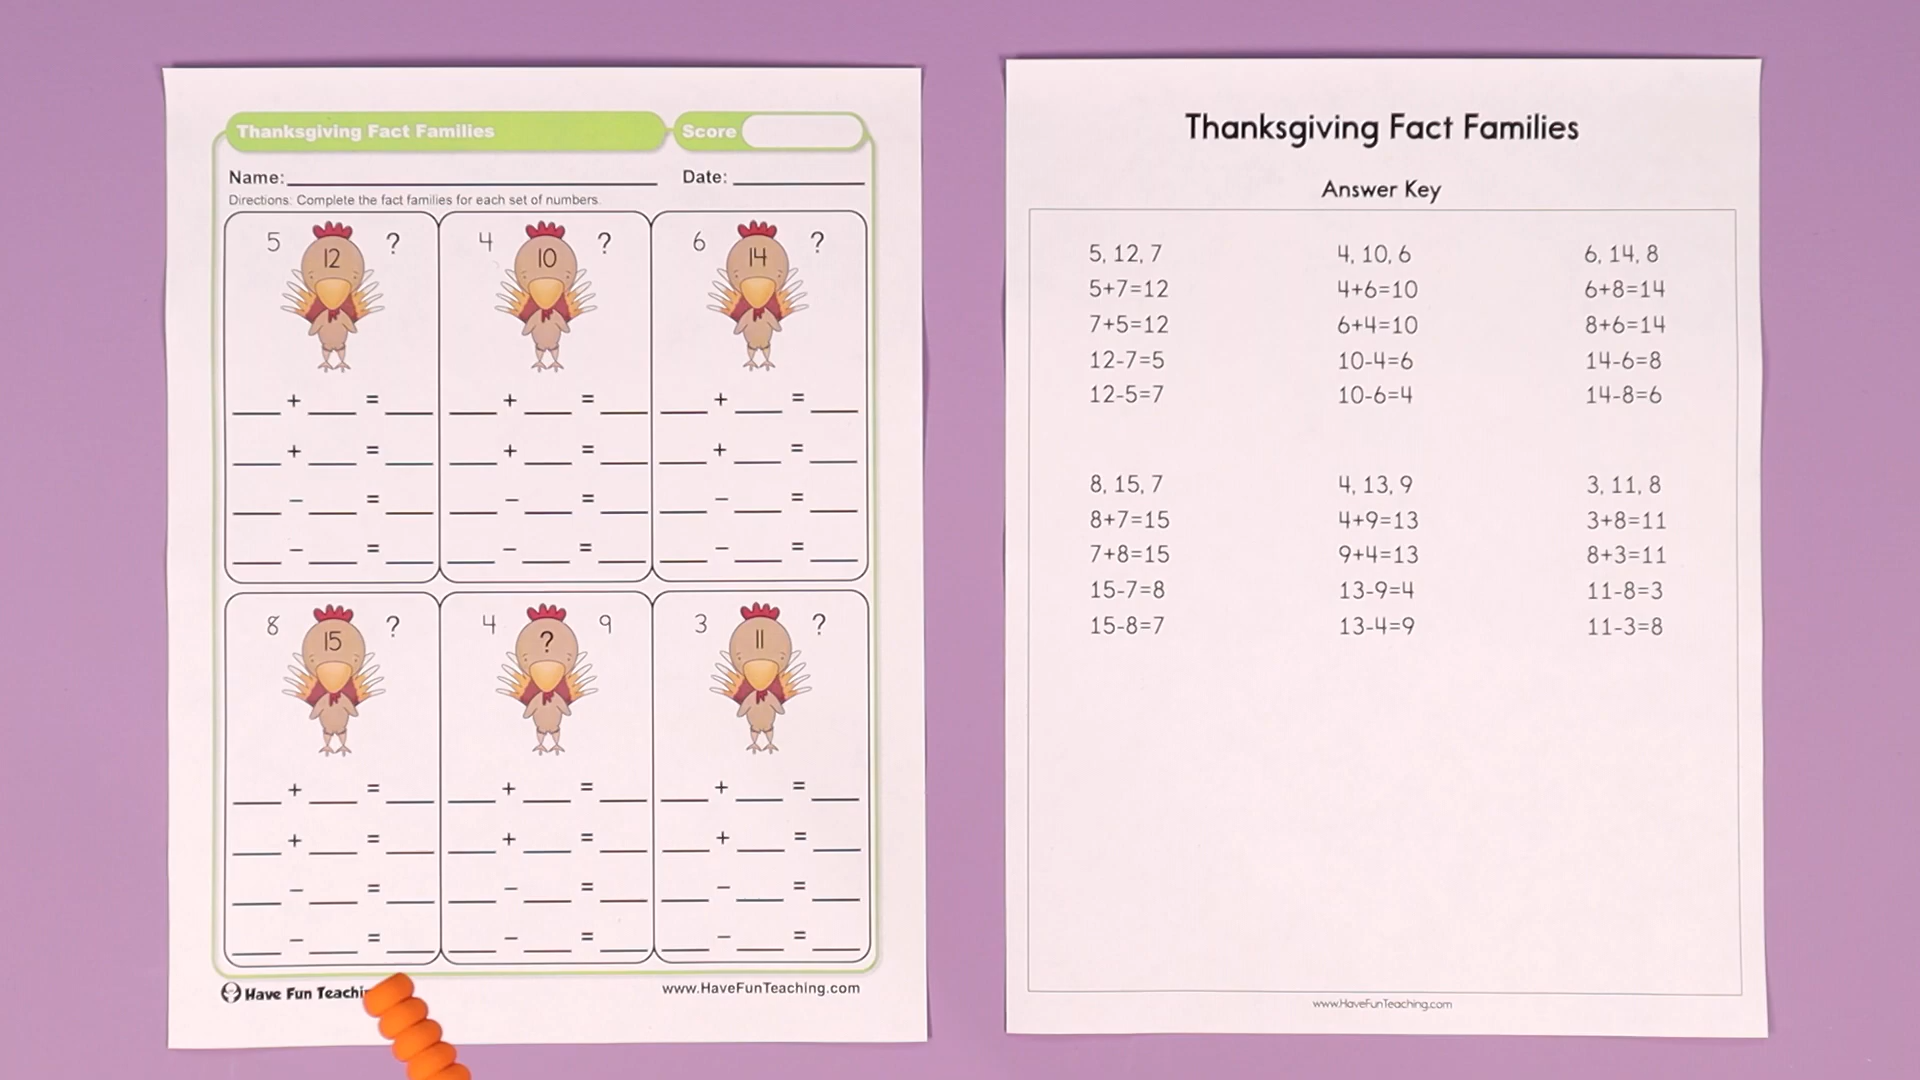 Thanksgiving Fact Families
Score
Name:
Date:
Directions: Complete the fact families for each set of numbers.
5 12 ?
4 10 ?
6 14 ?
+ =
+ =
- =
- =
+ =
+ =
- =
- =
+ =
+ =
- =
- =
8 15 ?
4 ? 9
3 11 ?
+ =
+ =
- =
- =
+ =
+ =
- =
- =
+ =
+ =
- =
- =
Have Fun
www.HaveFunTeaching.com
Thanksgiving Fact Families
Answer Key
5, 12, 7
5+7=12
7+5=12
12-7=5
12-5=7
4, 10, 6
4+6=10
6+4=10
10-4=6
10-6=4
6, 14, 8
6+8=14
8+6=14
14-6=8
14-8=6
8, 15, 7
8+7=15
7+8=15
15-7=8
15-8=7
4, 13, 9
4+9=13
9+4=13
13-9=4
13-4=9
3, 11, 8
3+8=11
8+3=11
11-8=3
11-3=8
www.HaveFunTeaching.com